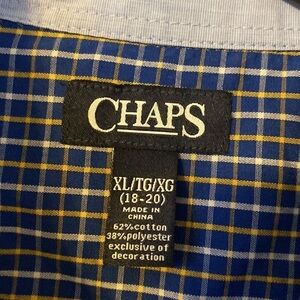 CHAPS
XL/TG/XG
(18-20)
MADE IN
CHINA
62%cotton
38%polyester
exclusive of
decoration